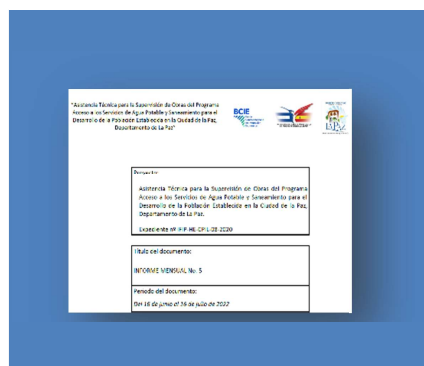 "Asistencia Técnica para la Supervisión de Obras del Programa
Acceso a los Servicios de Agua Potable y Saneamiento para el
Desarrollo de la Población Establecida en la Ciudad de la Paz,
Departamento de La Paz"
BCIE
Proyecto:
Asistencia Técnica para la Supervisión de Obras del Programa
Acceso a los Servicios de Agua Potable y Saneamiento para el
Desarrollo de la Población Establecida en la Ciudad de la Paz,
Departamento de La Paz.
Expediente nº
Título del documento:
INFORME MENSUAL No. 5
Periodo del documento:
Del 16 de junio al 16 de julio de 2022